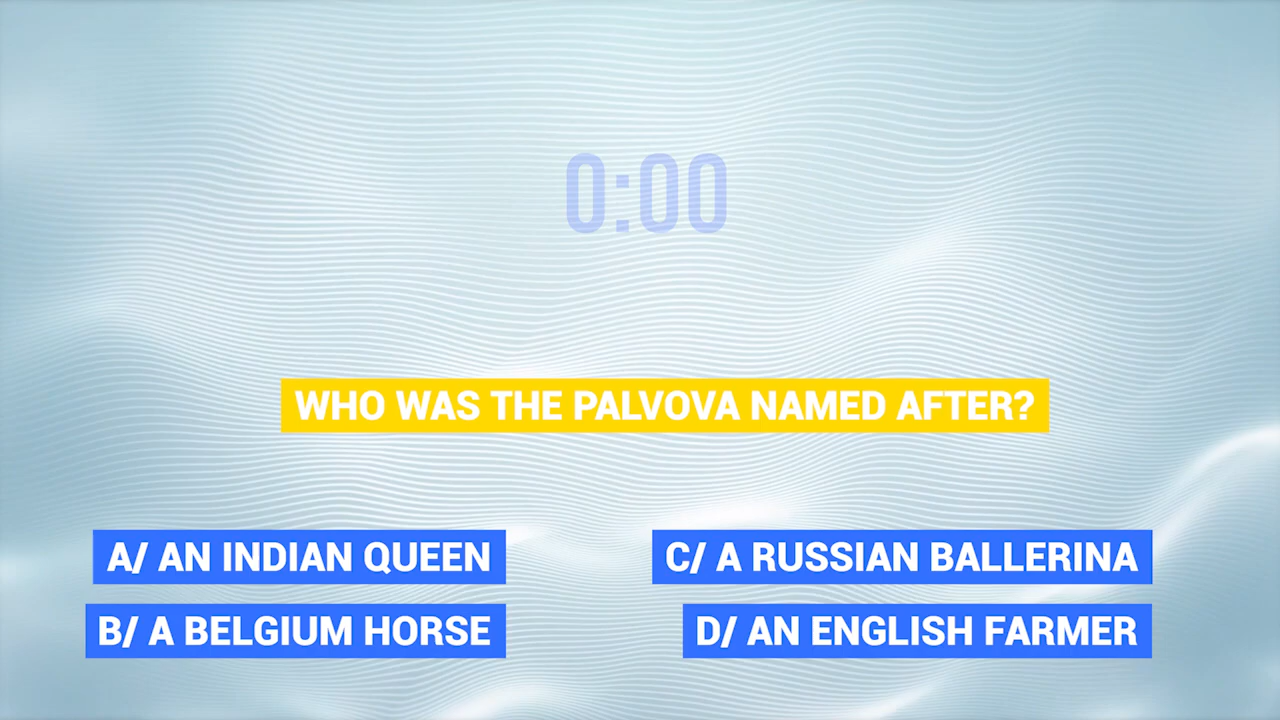 0:00
WHO WAS THE PALVOVA NAMED AFTER?
A/ AN INDIAN QUEEN
B/ A BELGIUM HORSE
C/ A RUSSIAN BALLERINA
D/ AN ENGLISH FARMER